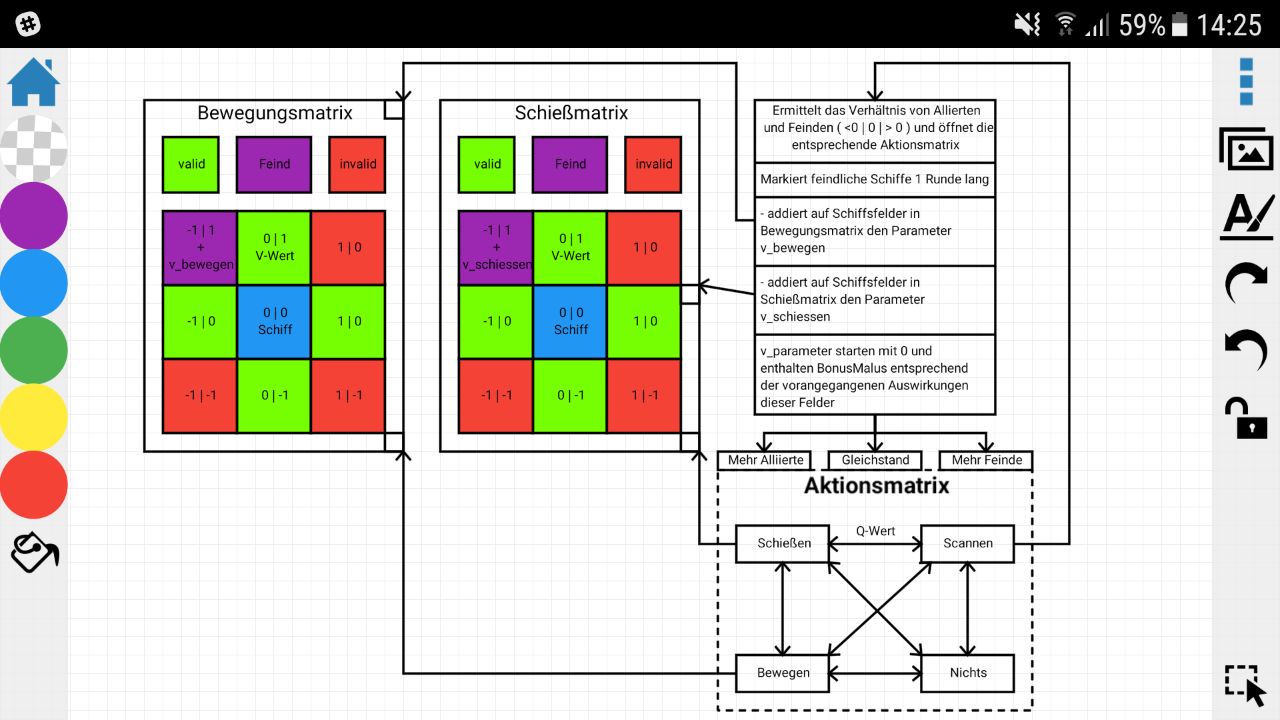 59% 14:25
Bewegungsmatrix
valid Feind invalid
-1 | 1
+
v_bewegen
0 | 1
V-Wert
1 | 0
-1 | 0
0 | 0
Schiff
1 | 0
-1 | -1
0 | -1
1 | -1
Schießmatrix
valid Feind invalid
-1 | 1
+
v_schiessen
0 | 1
V-Wert
1 | 0
-1 | 0
0 | 0
Schiff
1 | 0
-1 | -1
0 | -1
1 | -1
Ermittelt das Verhältnis von Allierten
und Feinden ( <0 | 0 | > 0 ) und öffnet die
entsprechende Aktionsmatrix
Markiert feindliche Schiffe 1 Runde lang
- addiert auf Schiffsfelder in
Bewegungsmatrix den Parameter
v_bewegen
- addiert auf Schiffsfelder in
Schießmatrix den Parameter
v_schiessen
v_parameter starten mit 0 und
enthalten BonusMalus entsprechend
der vorangegangenen Auswirkungen
dieser Felder
Mehr Alliierte Gleichstand Mehr Feinde
Aktionsmatrix
Schießen Q-Wert Scannen
Bewegen Nichts